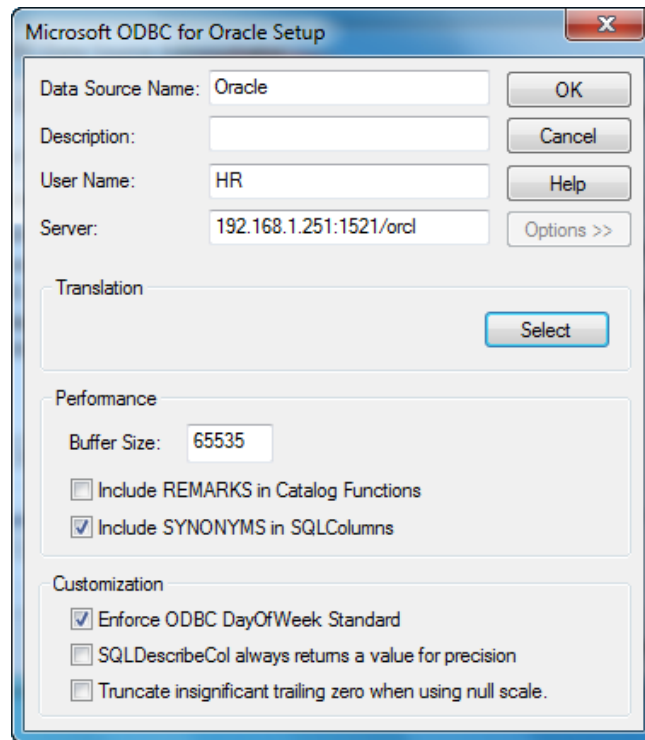 Microsoft ODBC for Oracle Setup
X
Data Source Name: Oracle OK
Description: Cancel
User Name: HR Help
Server: 192.168.1.251:1521/orcl Options >>
Translation
Select
Performance
Buffer Size: 65535
Include REMARKS in Catalog Functions
Include SYNONYMS in SQLColumns
Customization
Enforce ODBC DayOfWeek Standard
SQLDescribeCol always returns a value for precision
Truncate insignificant trailing zero when using null scale.